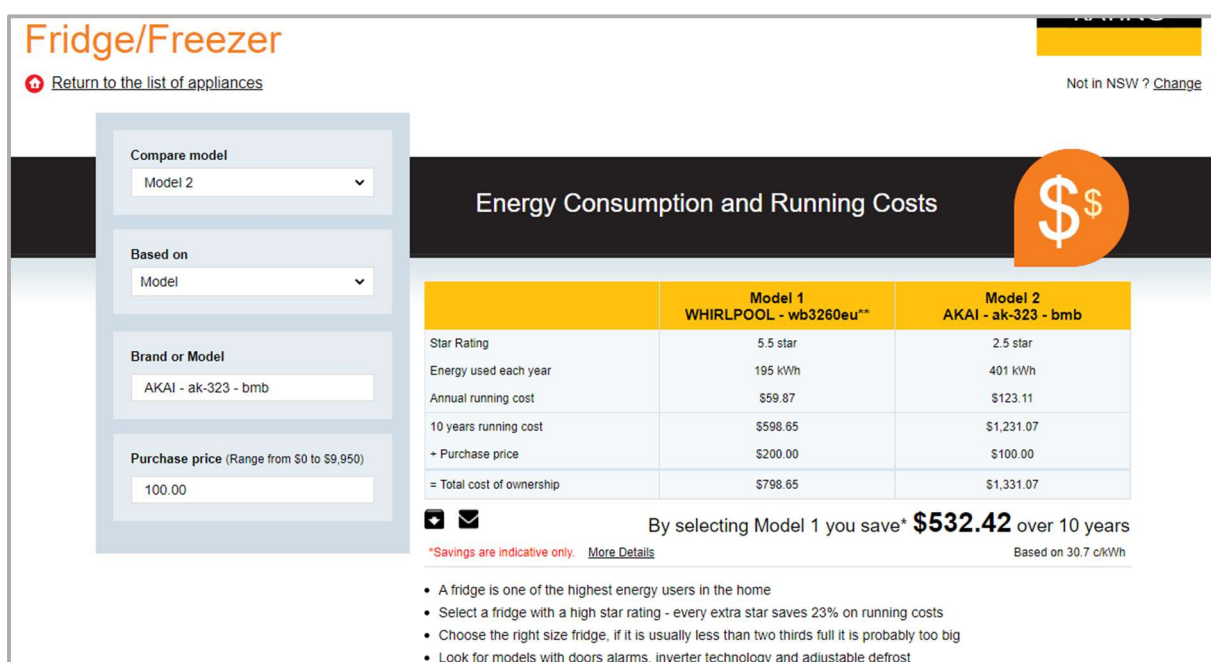 Fridge/Freezer
Return to the list of appliances
Not in NSW ? Change
Compare model
Model 2
Based on
Model
Brand or Model
AKAI - ak-323 - bmb
Purchase price (Range from $0 to $9,950)
100.00
Energy Consumption and Running Costs
$$
Model 1 Model 2
WHIRLPOOL - wb3260eu** AKAI - ak-323 - bmb
Star Rating 5.5 star 2.5 star
Energy used each year 195 kWh 401 kWh
Annual running cost $59.87 $123.11
10 years running cost $598.65 $1,231.07
+ Purchase price $200.00 $100.00
= Total cost of ownership $798.65 $1,331.07
By selecting Model 1 you save* $532.42 over 10 years
*Savings are indicative only. More Details Based on 30.7 c/kWh
• A fridge is one of the highest energy users in the home
• Select a fridge with a high star rating - every extra star saves 23% on running costs
• Choose the right size fridge, if it is usually less than two thirds full it is probably too big
• Look for models with doors alarms, inverter technology and adjustable defrost